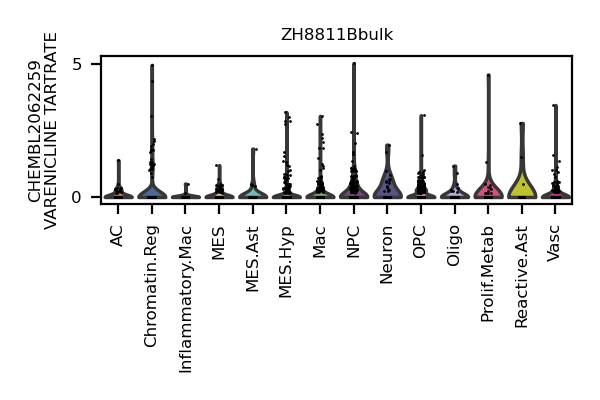 ZH8811Bbulk
CHEMBL2062259
VARENICLINE TARTRATE
5
0
AC
Chromatin.Reg
Inflammatory.Mac
MES
MES.Ast
MES.Hyp
Mac
NPC
Neuron
OPC
Oligo
Prolif.Metab
Reactive.Ast
Vasc